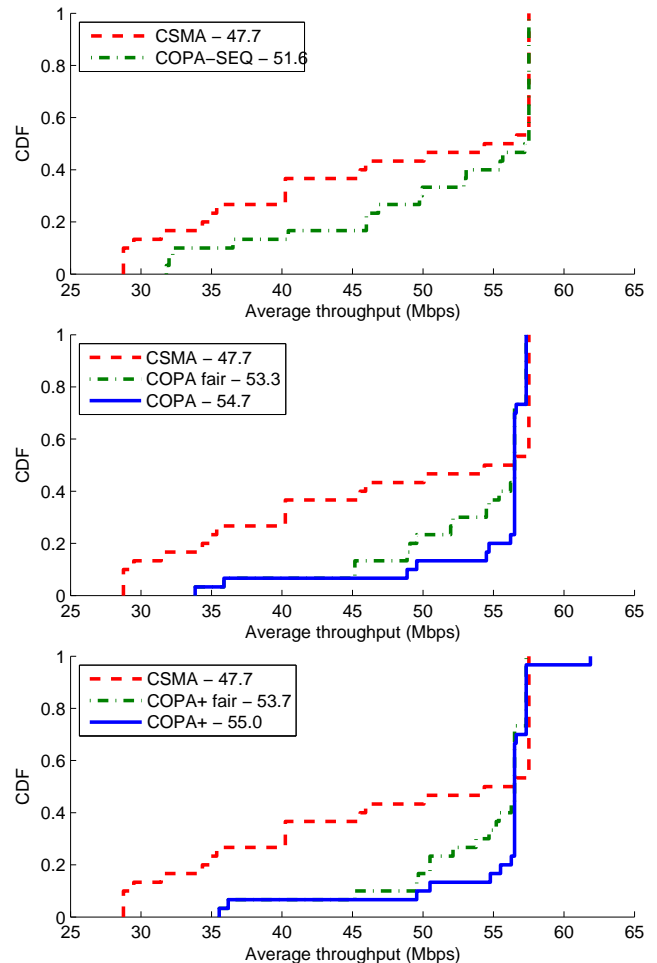 1
0.8
0.6
0.4
0.2
0
CDF
CSMA – 47.7
COPA–SEQ – 51.6
25 30 35 40 45 50 55 60 65
Average throughput (Mbps)
1
0.8
0.6
0.4
0.2
0
CDF
CSMA – 47.7
COPA fair – 53.3
COPA – 54.7
25 30 35 40 45 50 55 60 65
Average throughput (Mbps)
1
0.8
0.6
0.4
0.2
0
CDF
CSMA – 47.7
COPA+ fair – 53.7
COPA+ – 55.0
25 30 35 40 45 50 55 60 65
Average throughput (Mbps)